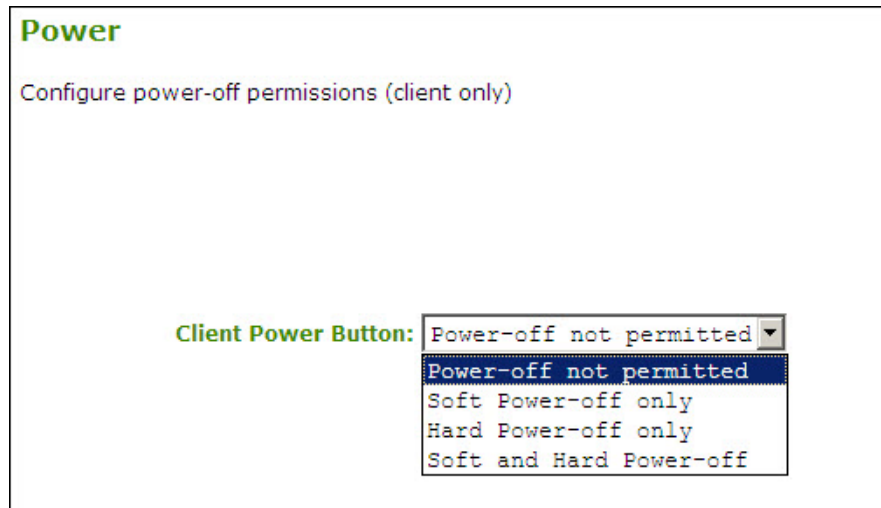 Power
Configure power-off permissions (client only)
Client Power Button: Power-off not permitted
Power-off not permitted
Soft Power-off only
Hard Power-off only
Soft and Hard Power-off